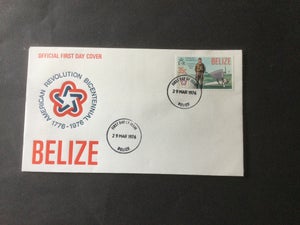 OFFICIAL FIRST DAY COVER
AMERICAN REVOLUTION BICENTENNIAL
1776-1976
BELIZE
BELIZE
FIRST DAY OF ISSUE
29 MAR 1976
BELIZE
FIRST DAY OF ISSUE
29 MAR 1976
BELIZE